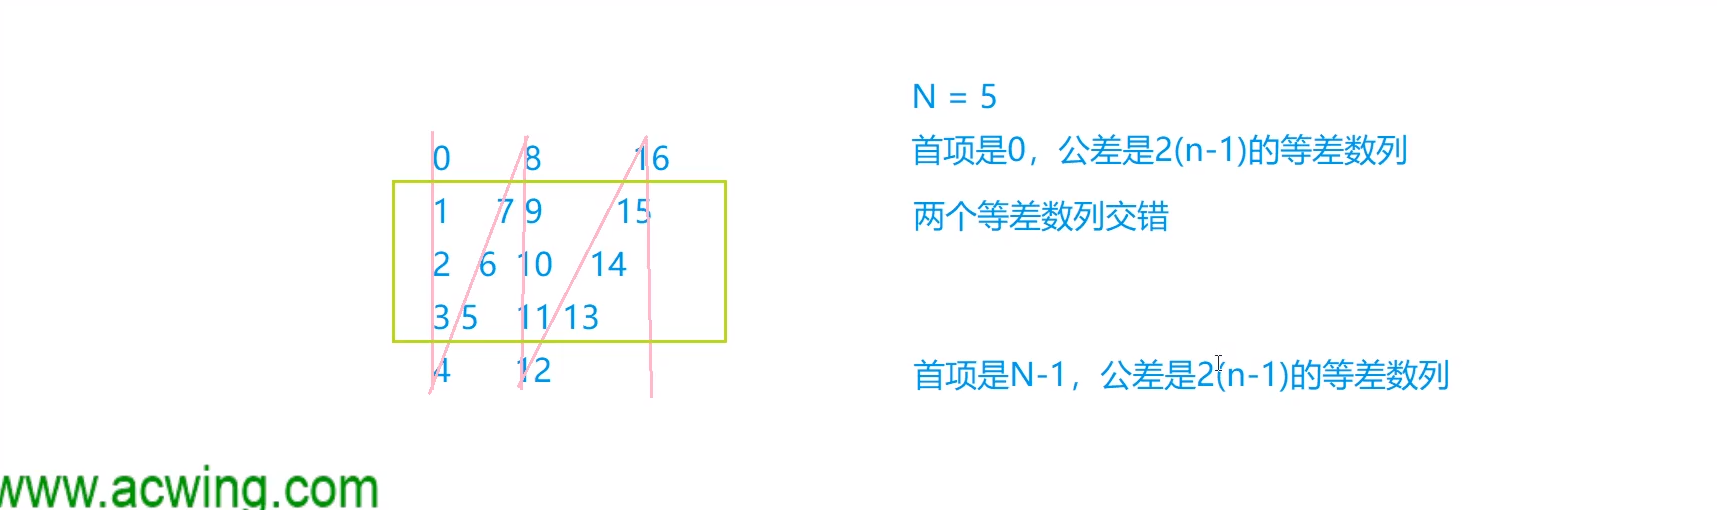 N = 5
首项是0，公差是2(n-1)的等差数列
0 8 16
1 7 9 15
两个等差数列交错
2 6 10 14
3 5 11 13
4 12
首项是N-1，公差是2(n-1)的等差数列
www.acwing.com